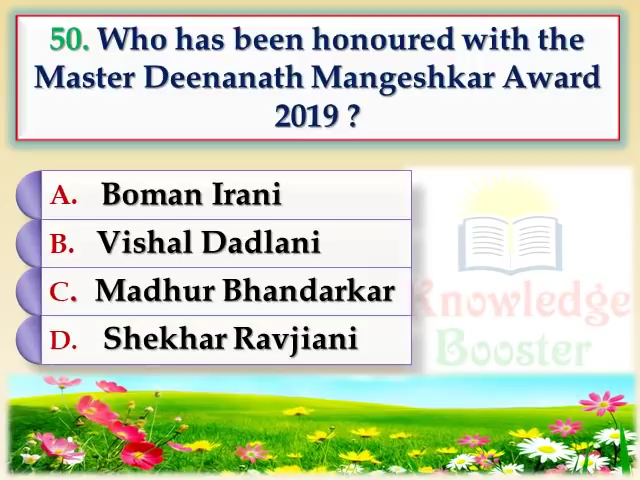 50. Who has been honoured with the
Master Deenanath Mangeshkar Award
2019 ?
A. Boman Irani
B. Vishal Dadlani
C. Madhur Bhandarkar
D. Shekhar Ravjiani
Knowledge
Booster